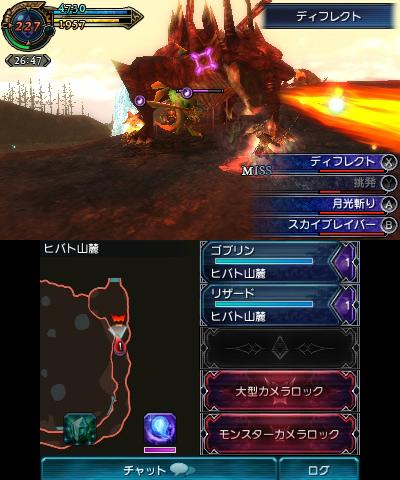 4730
1957
227
26:47
ディフレクト
MISS
ディフレクト X
挑発 Y
月光斬り A
スカイブレイバー B
ヒバト山麓
1
ゴブリン
ヒバト山麓
1
リザード
ヒバト山麓
1
大型カメラロック
モンスターカメラロック
チャット
ログ